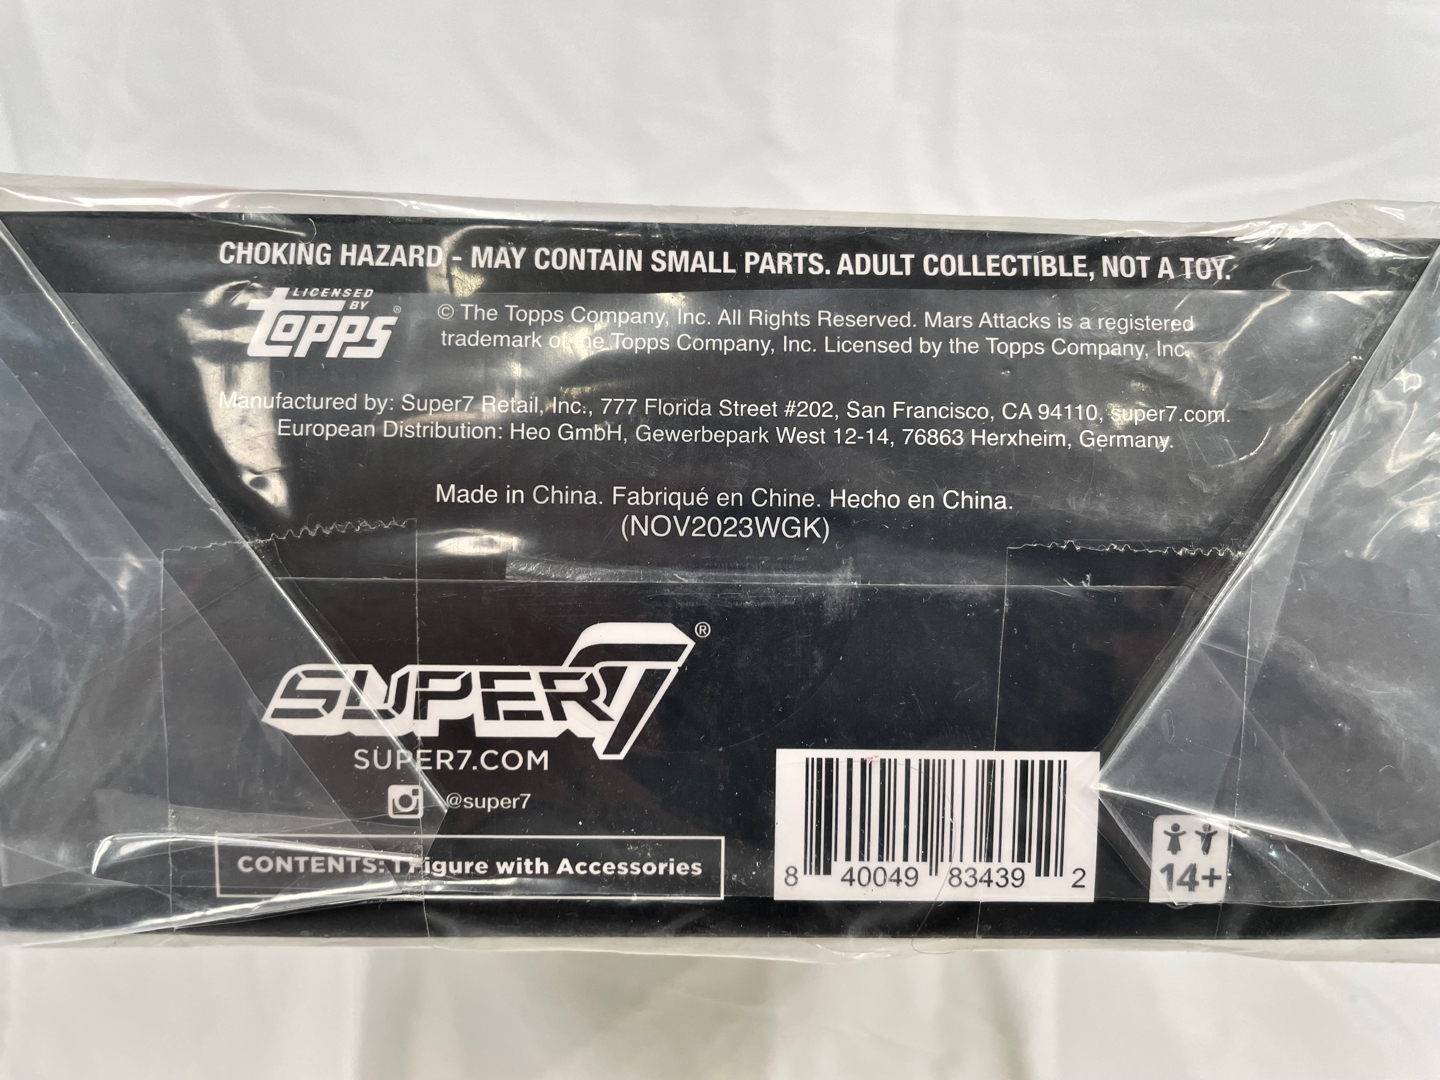 CHOKING HAZARD - MAY CONTAIN SMALL PARTS. ADULT COLLECTIBLE, NOT A TOY.
LICENSED
BY
TOPPS®
© The Topps Company, Inc. All Rights Reserved. Mars Attacks is a registered
trademark of the Topps Company, Inc. Licensed by the Topps Company, Inc.
Manufactured by: Super7 Retail, Inc., 777 Florida Street #202, San Francisco, CA 94110, super7.com.
European Distribution: Heo GmbH, Gewerbepark West 12-14, 76863 Herxheim, Germany.
Made in China. Fabriqué en Chine. Hecho en China.
(NOV2023WGK)
SUPER7®
SUPER7.COM
@super7
CONTENTS: 1 Figure with Accessories
8 40049 83439 2
14+